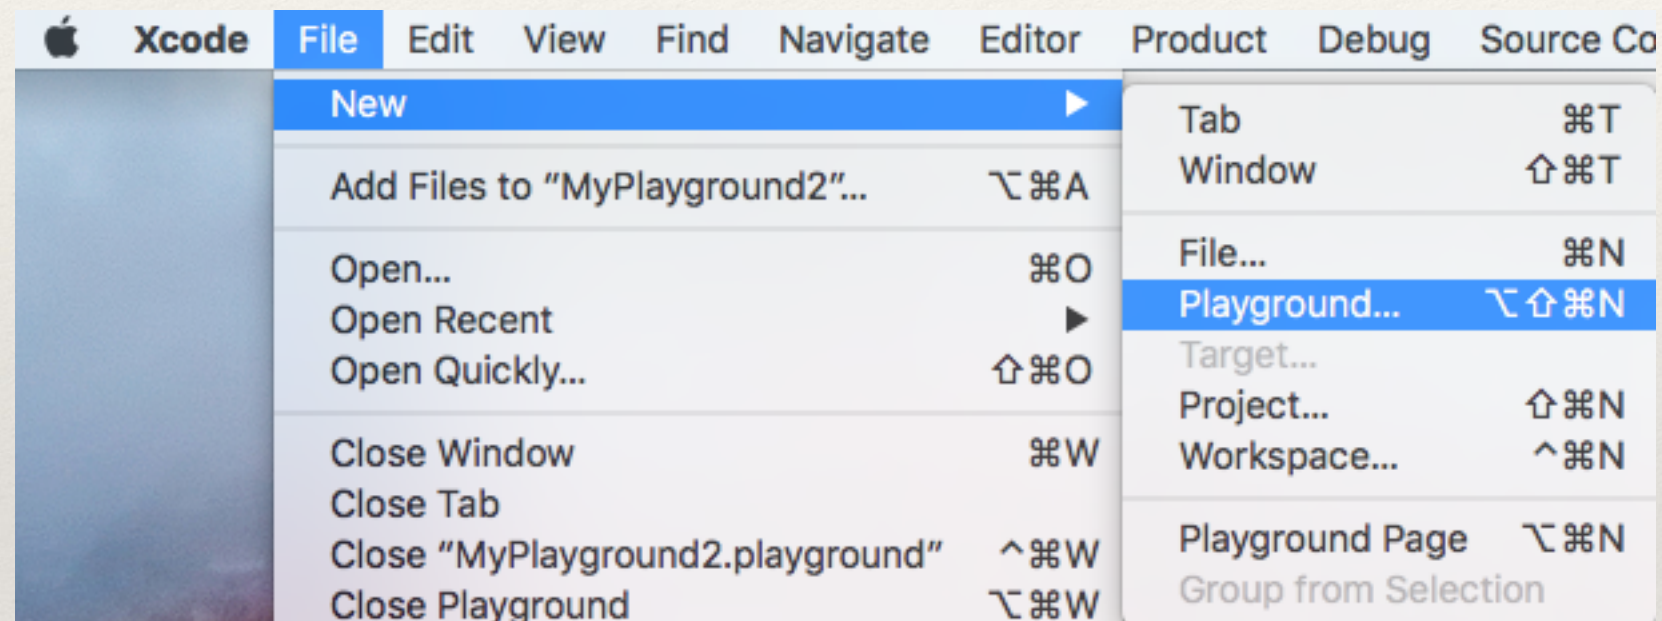 Xcode File Edit View Find Navigate Editor Product Debug Source Co
New ▶
Add Files to “MyPlayground2”... ⌥⌘A
Open... ⌘O
Open Recent ▶
Open Quickly... ⇧⌘O
Close Window ⌘W
Close Tab
Close “MyPlayground2.playground” ^⌘W
Close Playground ⌥⌘W
Tab ⌘T
Window ⇧⌘T
File... ⌘N
Playground... ⌥⇧⌘N
Target...
Project... ⇧⌘N
Workspace... ^⌘N
Playground Page ⌥⌘N
Group from Selection